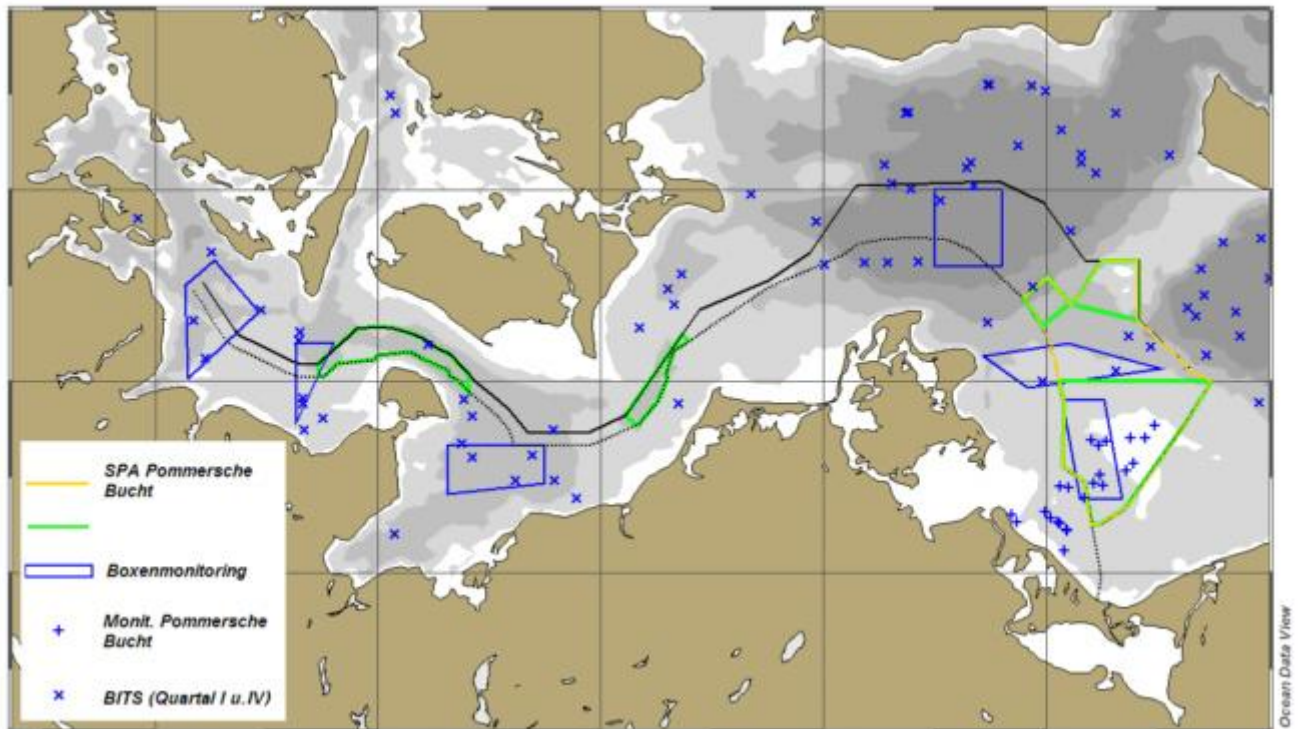 SPA Pommersche
Bucht
Boxenmonitoring
Monit. Pommersche
Bucht
BITS (Quartal I u. IV)
Ocean Data View